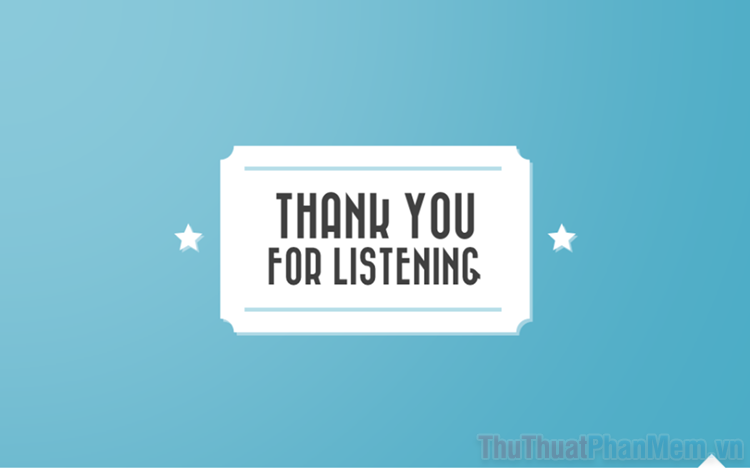 THANK YOU
FOR LISTENING
ThuThuatPhanMem.vn